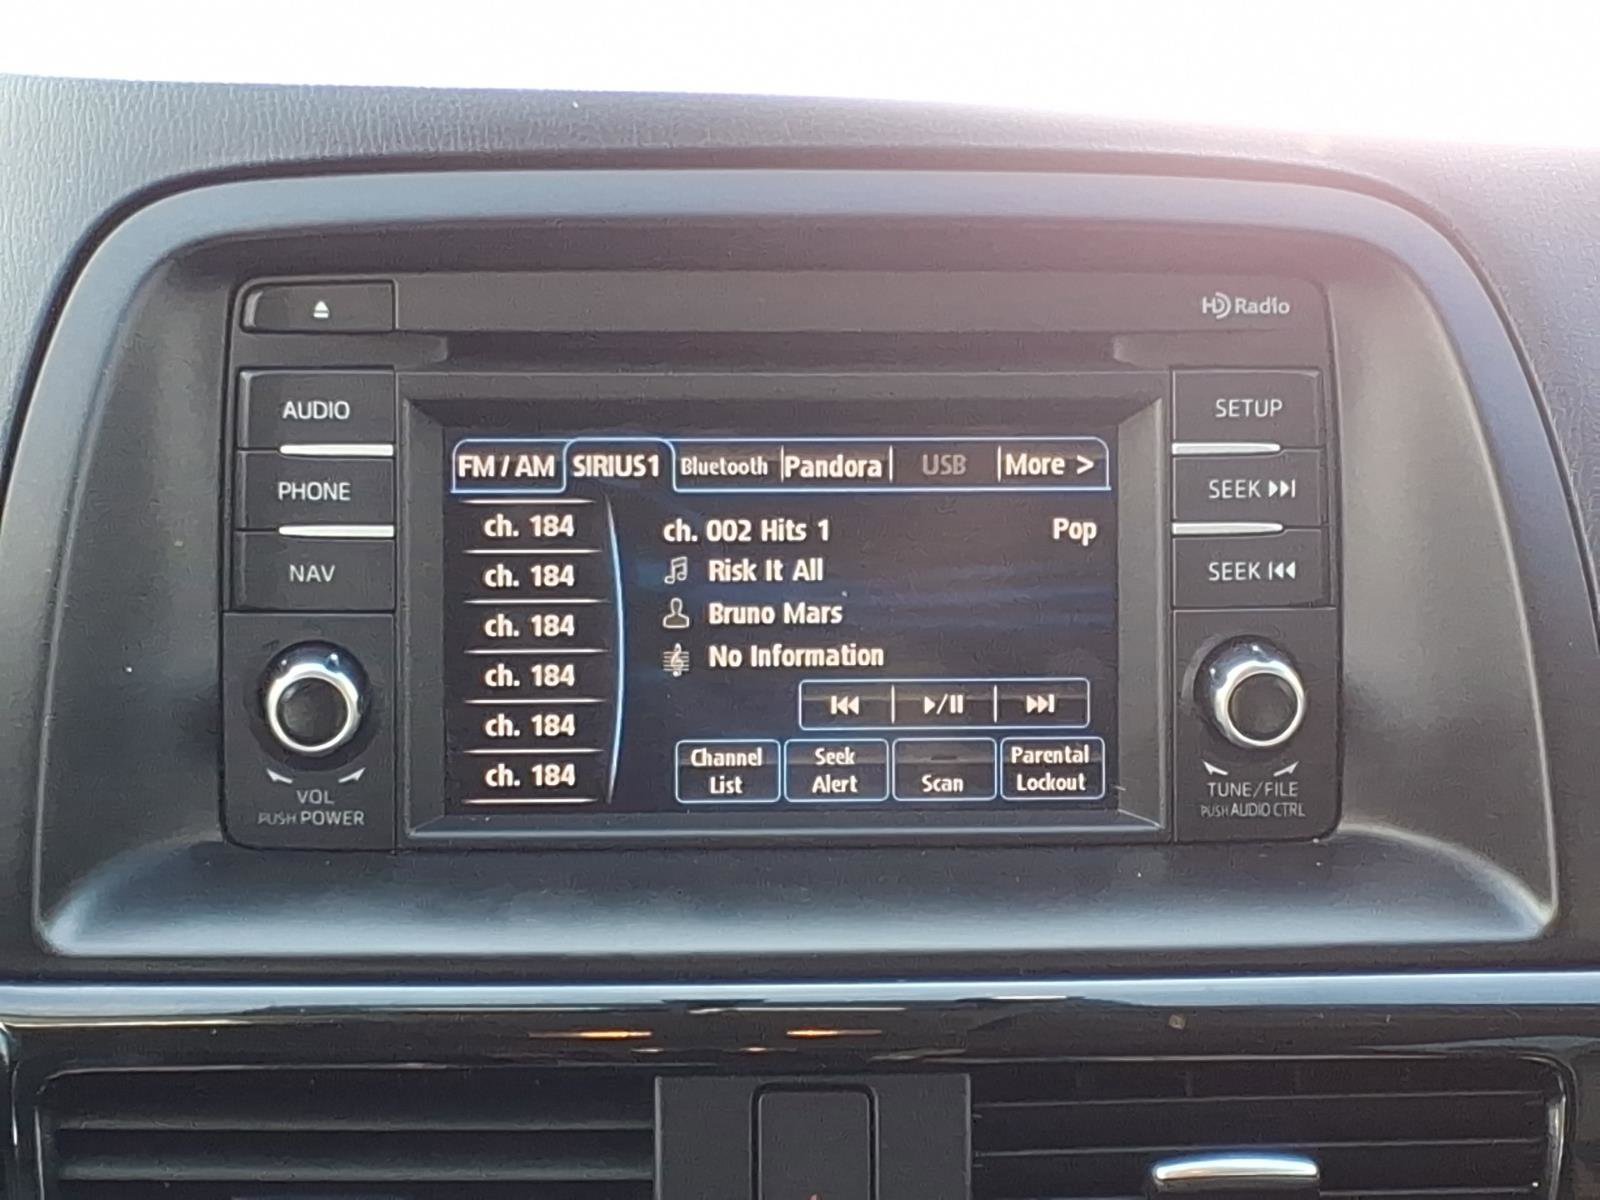 HD Radio
AUDIO
PHONE
NAV
VOL
PUSH POWER
FM / AM SIRIUS1 Bluetooth Pandora USB More >
ch. 184
ch. 184
ch. 184
ch. 184
ch. 184
ch. 184
ch. 002 Hits 1 Pop
Risk It All
Bruno Mars
No Information
Channel
List
Seek
Alert
Scan
Parental
Lockout
SETUP
SEEK
SEEK
TUNE/FILE
PUSH AUDIO CTRL